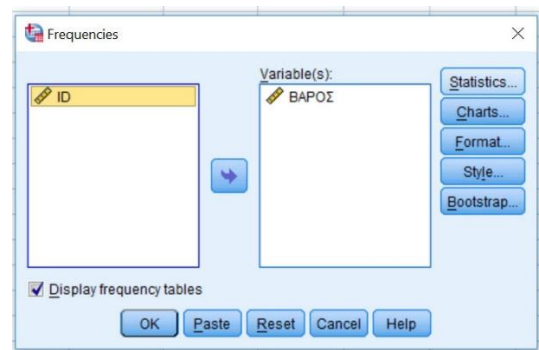 Frequencies
Variable(s):
ID
ΒΑΡΟΣ
Statistics...
Charts...
Format...
Style...
Bootstrap...
Display frequency tables
OK Paste Reset Cancel Help